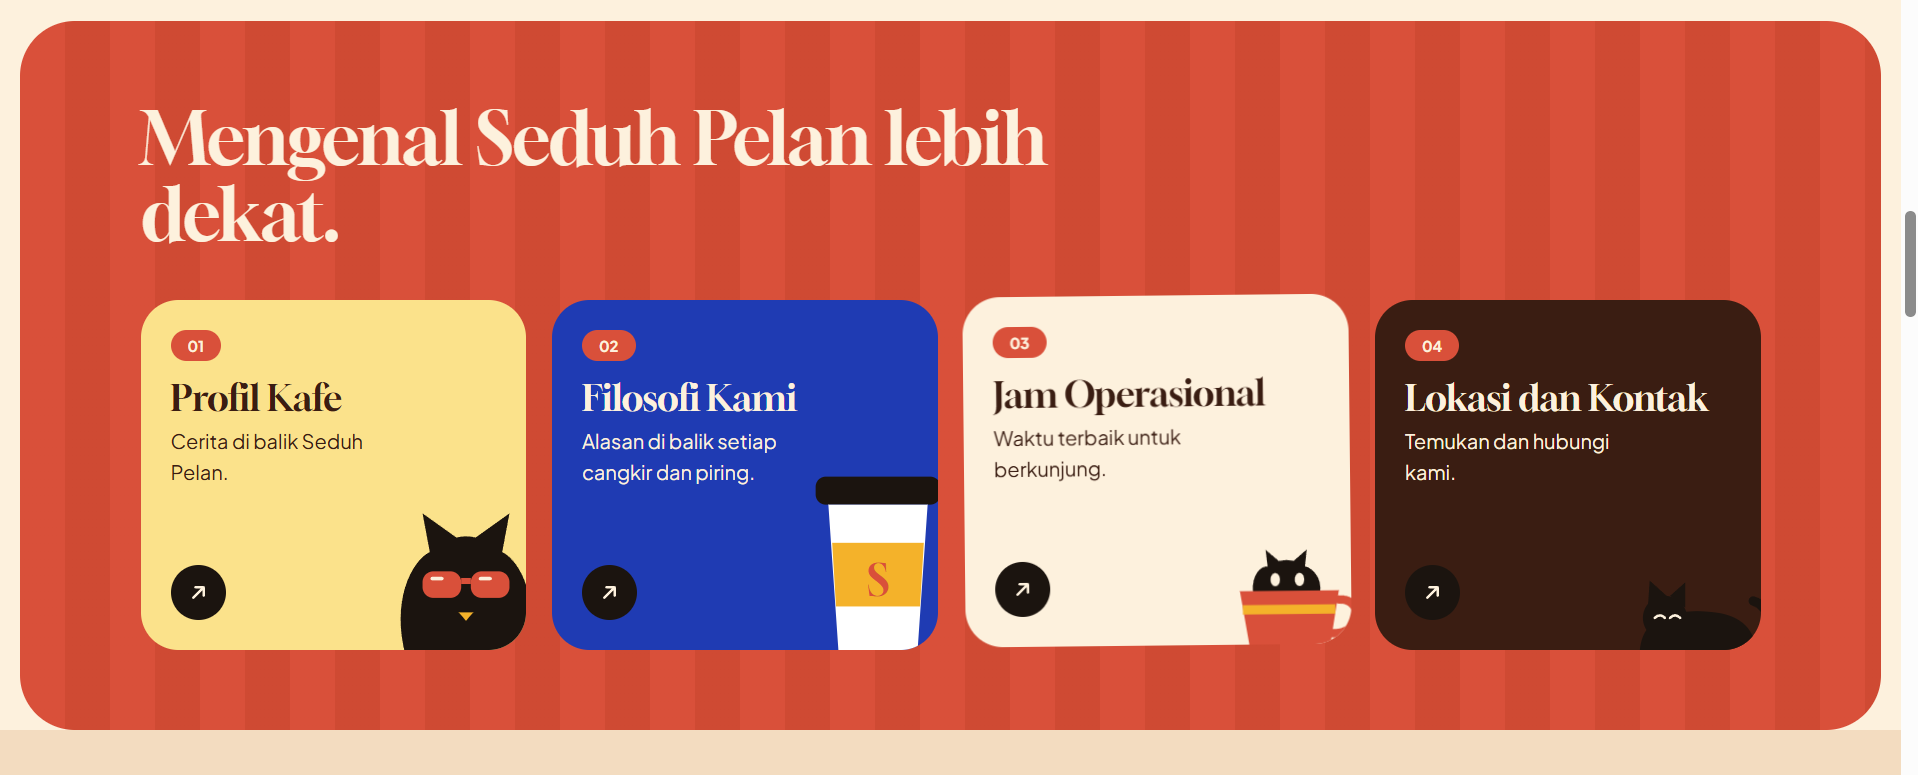 Mengenal Seduh Pelan lebih
dekat.
01
Profil Kafe
Cerita di balik Seduh
Pelan.
02
Filosofi Kami
Alasan di balik setiap
cangkir dan piring.
S
03
Jam Operasional
Waktu terbaik untuk
berkunjung.
04
Lokasi dan Kontak
Temukan dan hubungi
kami.